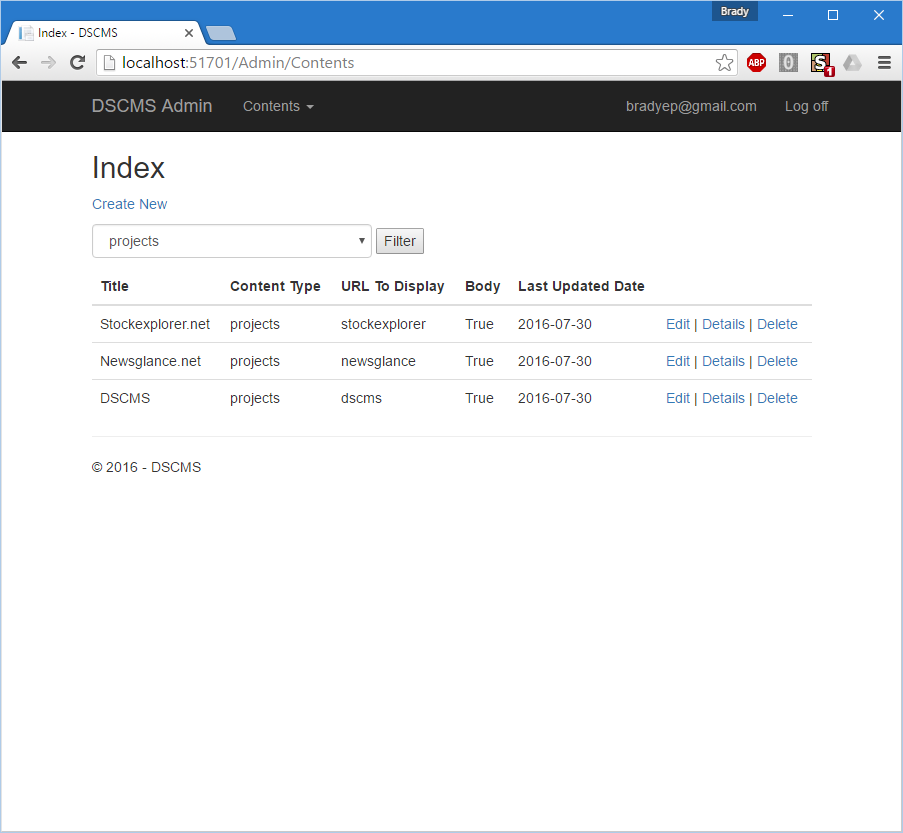 Brady
Index - DSCMS
localhost:51701/Admin/Contents
ABP
0
S
1
DSCMS Admin Contents bradyep@gmail.com Log off
Index
Create New
projects Filter
Title Content Type URL To Display Body Last Updated Date
Stockexplorer.net projects stockexplorer True 2016-07-30 Edit | Details | Delete
Newsglance.net projects newsglance True 2016-07-30 Edit | Details | Delete
DSCMS projects dscms True 2016-07-30 Edit | Details | Delete
© 2016 - DSCMS